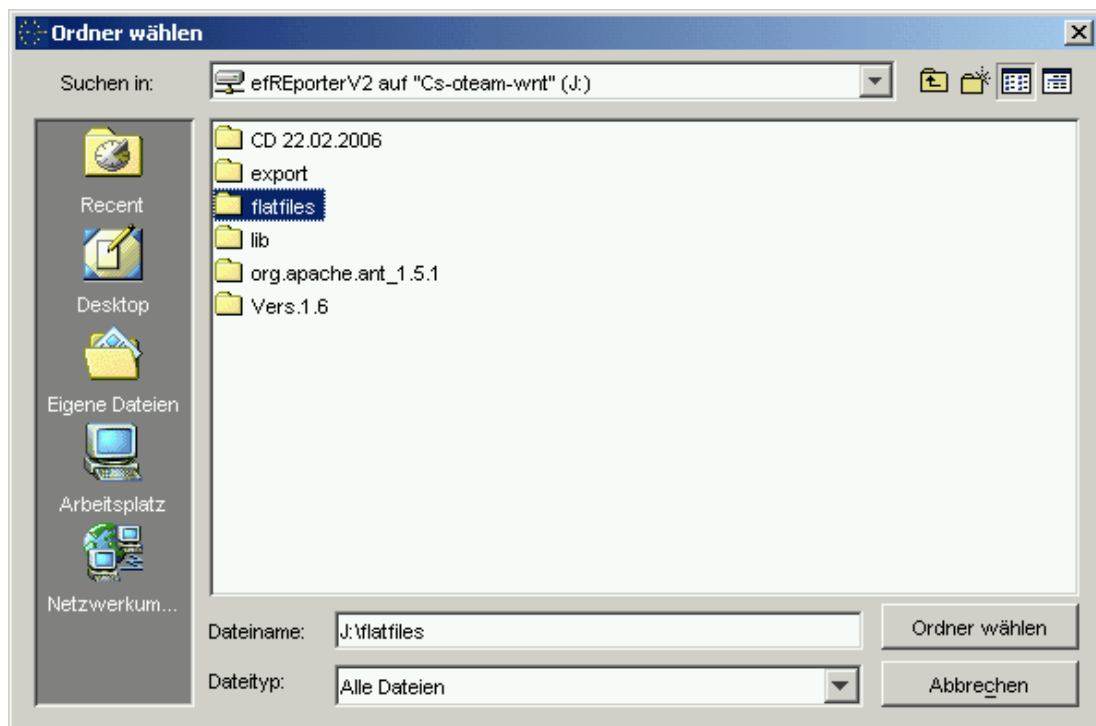 Ordner wählen
Suchen in: efREporterV2 auf "Cs-oteam-wnt" (J:)
Recent
Desktop
Eigene Dateien
Arbeitsplatz
Netzwerkum...
CD 22.02.2006
export
flatfiles
lib
org.apache.ant_1.5.1
Vers.1.6
Dateiname: J:\flatfiles Ordner wählen
Dateityp: Alle Dateien Abbrechen